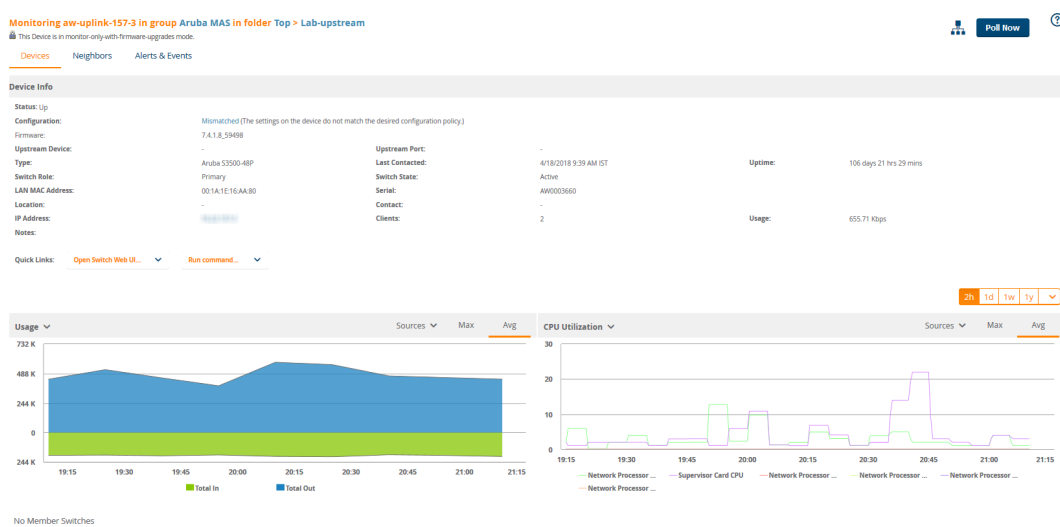 Monitoring aw-uplink-157-3 in group Aruba MAS in folder Top > Lab-upstream
This Device is in monitor-only-with-firmware-upgrades mode.
Poll Now
Devices Neighbors Alerts & Events
Device Info
Status: Up
Configuration: Mismatched (The settings on the device do not match the desired configuration policy.)
Firmware: 7.4.1.8_59498
Upstream Device: - Upstream Port: -
Type: Aruba S3500-48P Last Contacted: 4/18/2018 9:39 AM IST Uptime: 106 days 21 hrs 29 mins
Switch Role: Primary Switch State: Active
LAN MAC Address: 00:1A:1E:16:AA:80 Serial: AW0003660
Location: - Contact: -
IP Address: Clients: 2 Usage: 655.71 Kbps
Notes:
Quick Links: Open Switch Web UI... Run command...
2h 1d 1w 1y
Usage Sources Max Avg
732 K
488 K
244 K
0
244 K
19:15 19:30 19:45 20:00 20:15 20:30 20:45 21:00 21:15
Total In Total Out
CPU Utilization Sources Max Avg
30
20
10
0
19:15 19:30 19:45 20:00 20:15 20:30 20:45 21:00 21:15
Network Processor ... Supervisor Card CPU Network Processor ... Network Processor ... Network Processor ...
Network Processor ...
No Member Switches